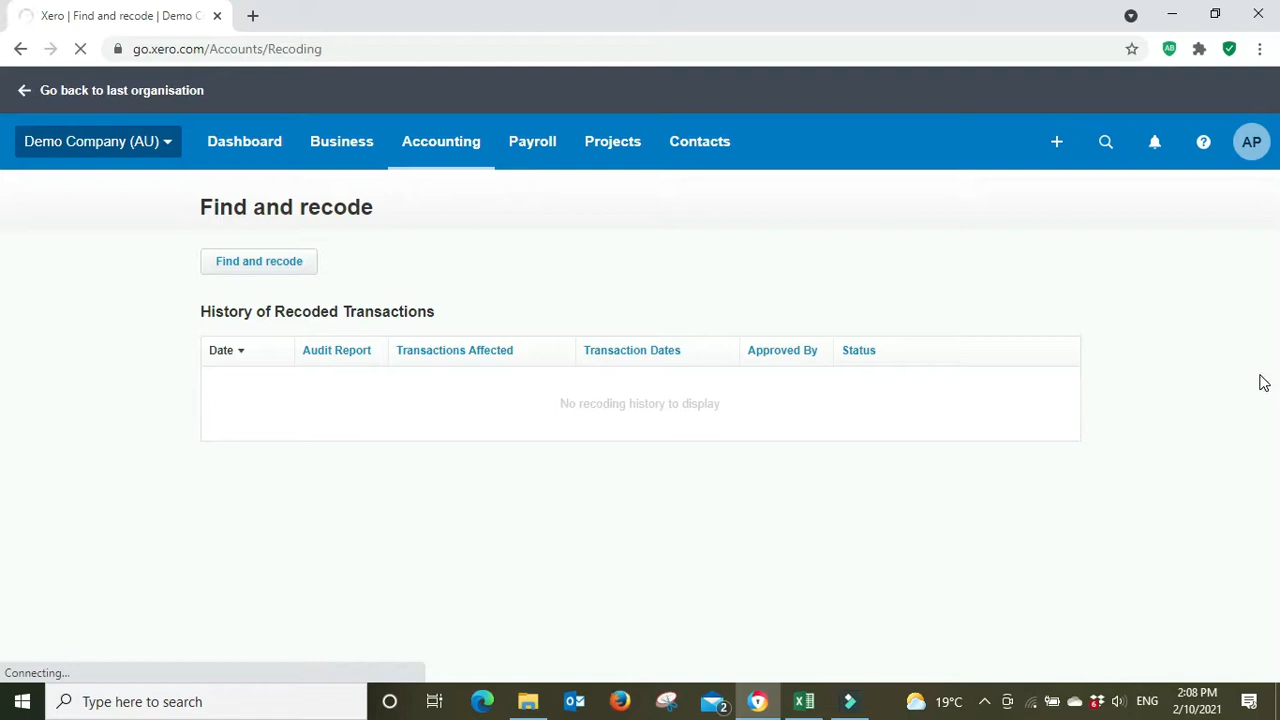 Xero | Find and recode | Demo C
go.xero.com/Accounts/Recoding
AB
Go back to last organisation
Demo Company (AU)
Dashboard
Business
Accounting
Payroll
Projects
Contacts
AP
Find and recode
Find and recode
History of Recoded Transactions
Date
Audit Report
Transactions Affected
Transaction Dates
Approved By
Status
No recoding history to display
Connecting...
Type here to search
2
19°C
6
ENG
2:08 PM
2/10/2021